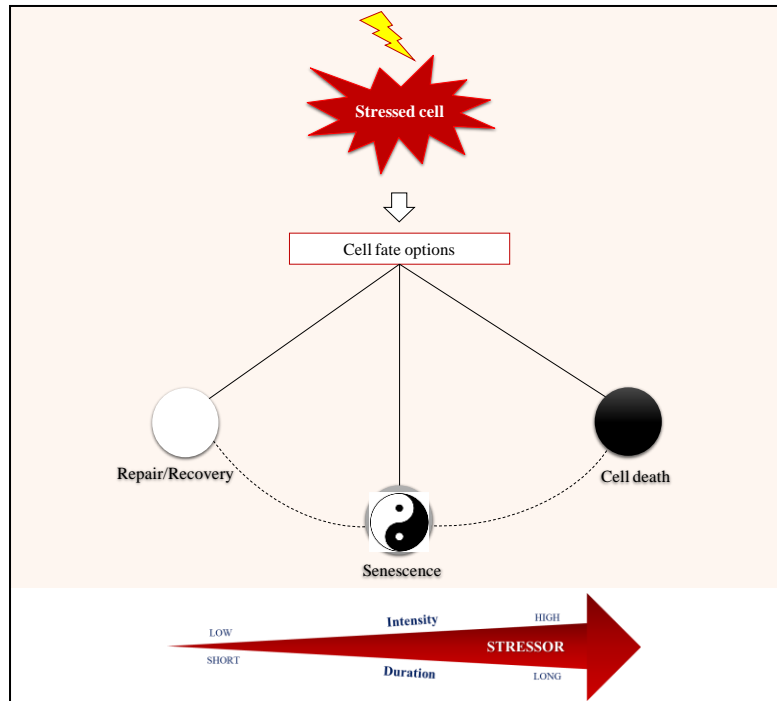 Stressed cell
Cell fate options
Repair/Recovery
Cell death
Senescence
Intensity
LOW
HIGH
STRESSOR
SHORT
Duration
LONG